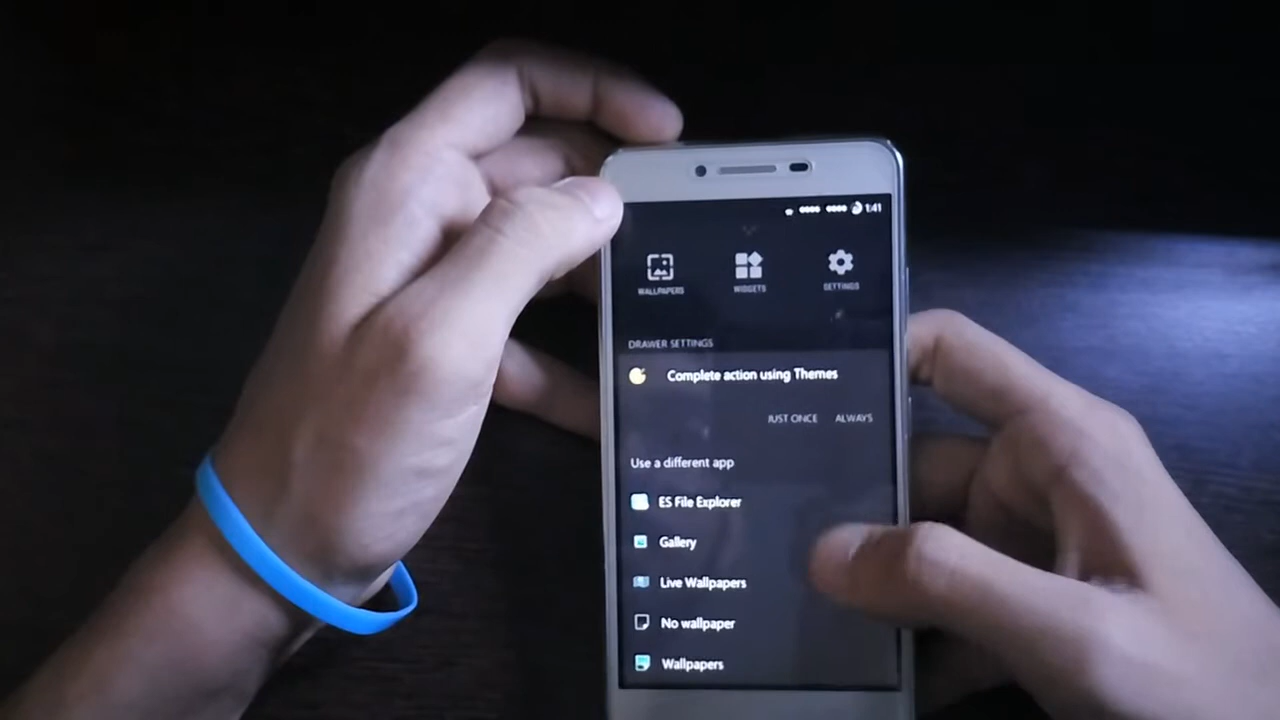 1:41
WALLPAPERS WIDGETS SETTINGS
DRAWER SETTINGS
Complete action using Themes
JUST ONCE ALWAYS
Use a different app
ES File Explorer
Gallery
Live Wallpapers
No wallpaper
Wallpapers